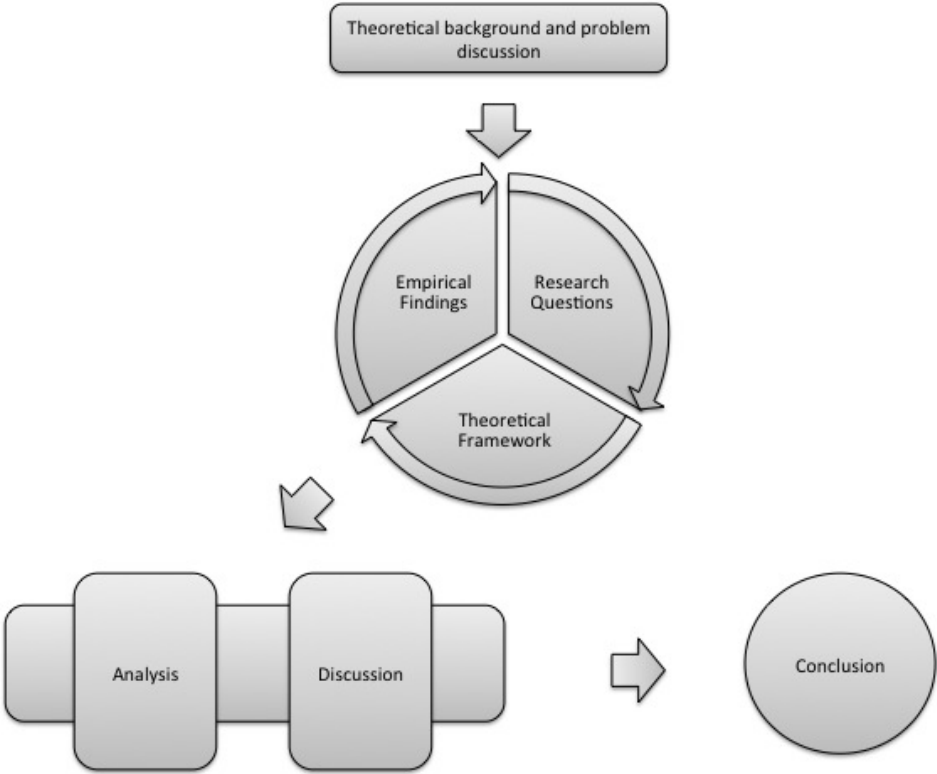 Theoretical background and problem
discussion
Empirical
Findings
Research
Questions
Theoretical
Framework
Analysis
Discussion
Conclusion